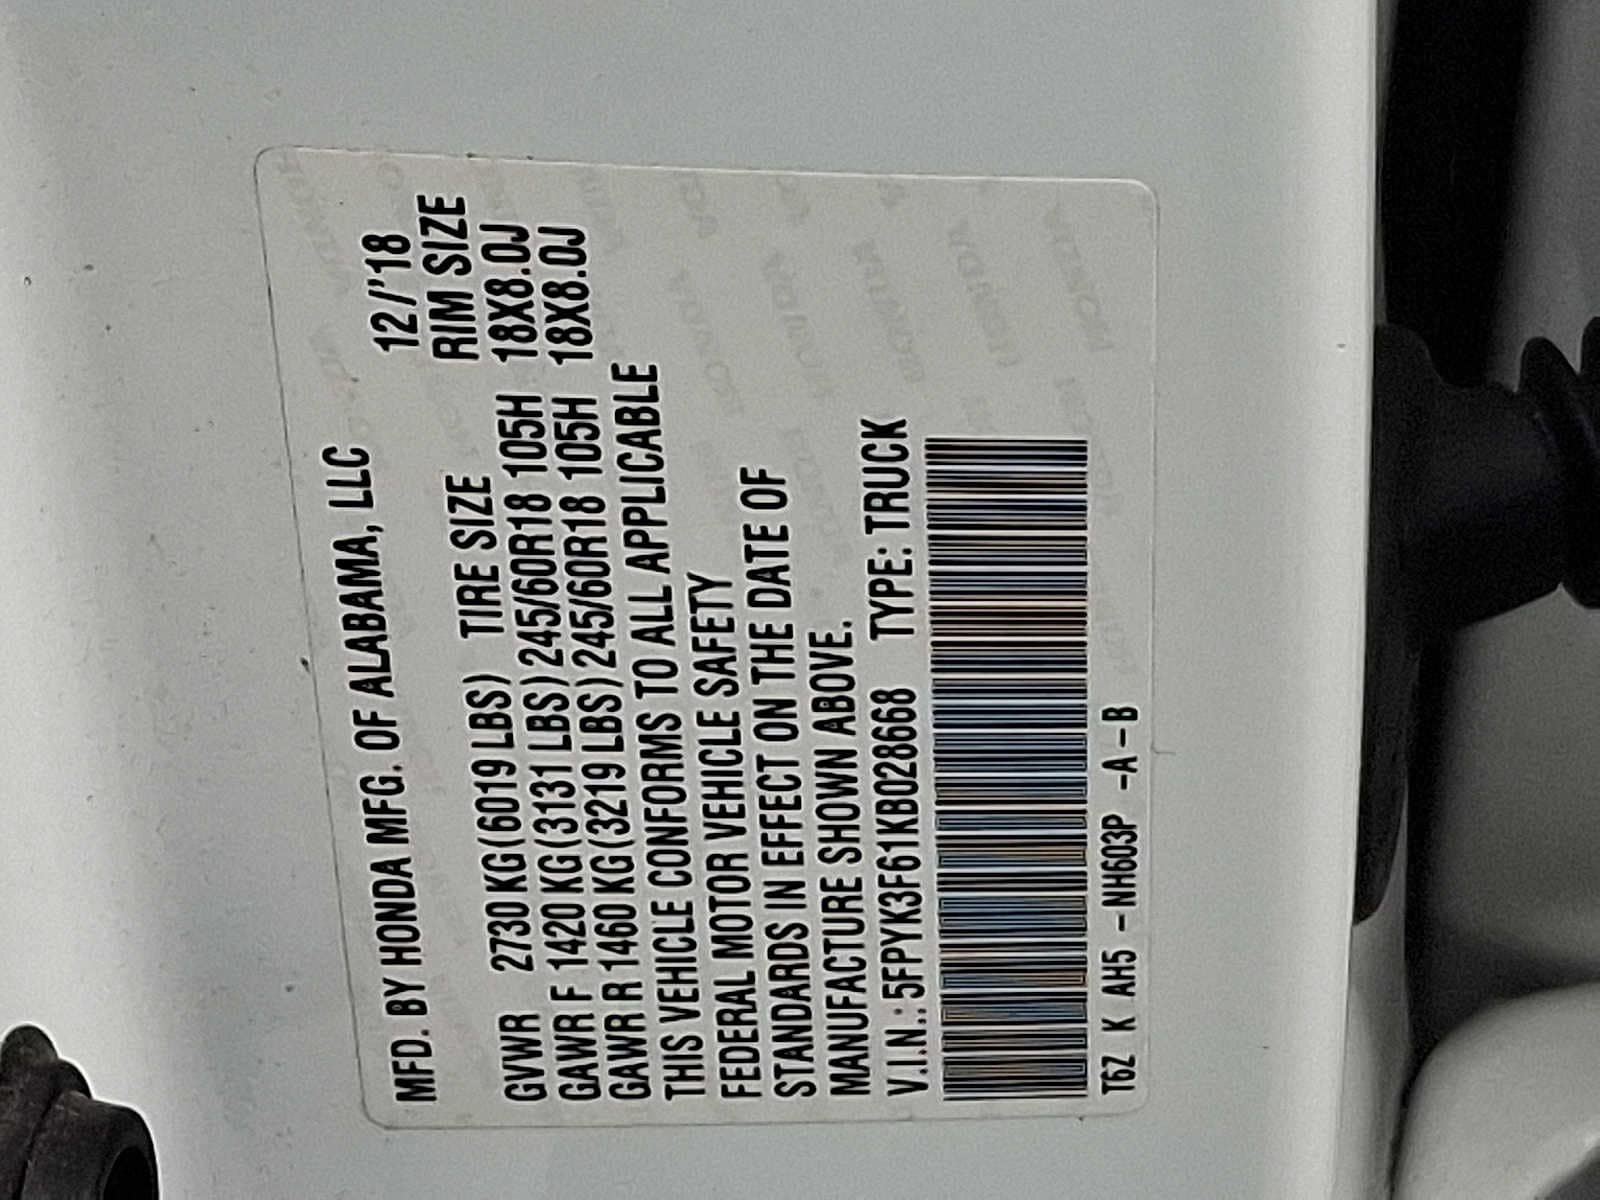 MFD. BY HONDA MFG. OF ALABAMA, LLC
12/'18
RIM SIZE
GVWR 2730 KG(6019 LBS) TIRE SIZE
GAWR F 1420 KG(3131 LBS) 245/60R18 105H 18X8.0J
GAWR R 1460 KG(3219 LBS) 245/60R18 105H 18X8.0J
THIS VEHICLE CONFORMS TO ALL APPLICABLE
FEDERAL MOTOR VEHICLE SAFETY
STANDARDS IN EFFECT ON THE DATE OF
MANUFACTURE SHOWN ABOVE.
V.I.N.: 5FPYK3F61KB028668 TYPE: TRUCK
T6Z K AH5 -NH603P -A-B